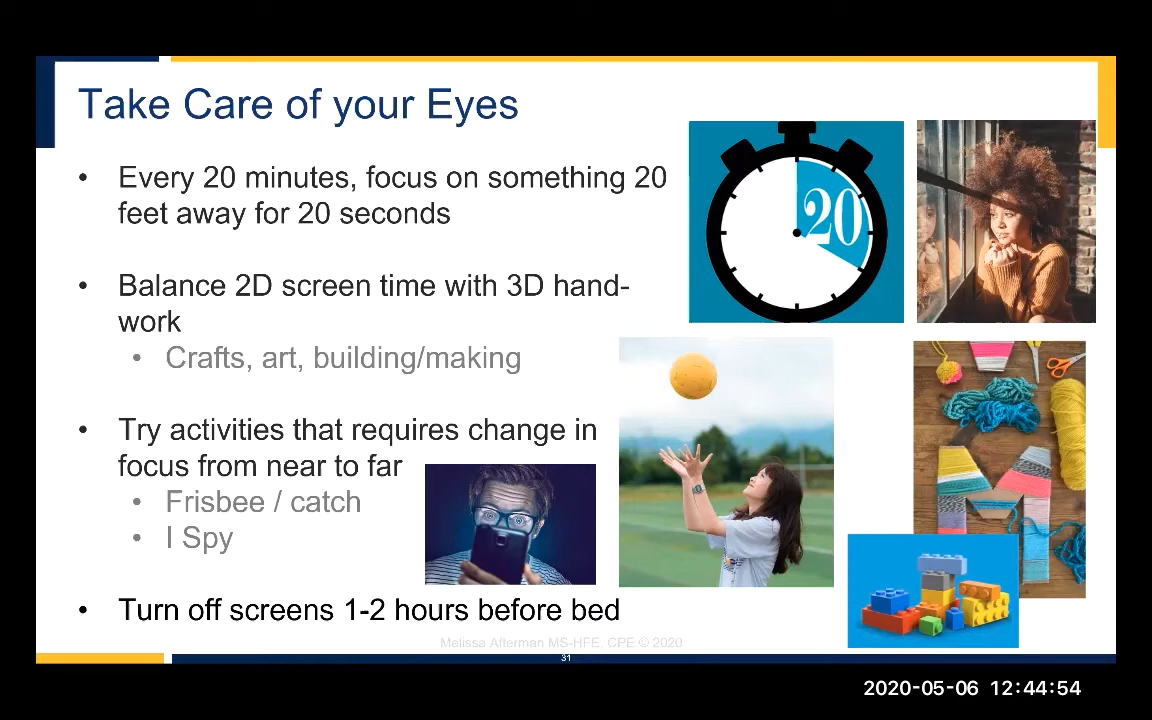 Take Care of your Eyes
• Every 20 minutes, focus on something 20
feet away for 20 seconds
• Balance 2D screen time with 3D hand-
work
• Crafts, art, building/making
• Try activities that requires change in
focus from near to far
• Frisbee / catch
• I Spy
• Turn off screens 1-2 hours before bed
20
Melissa Afterman MS-HFE, CPE © 2020
31
2020-05-06 12:44:54